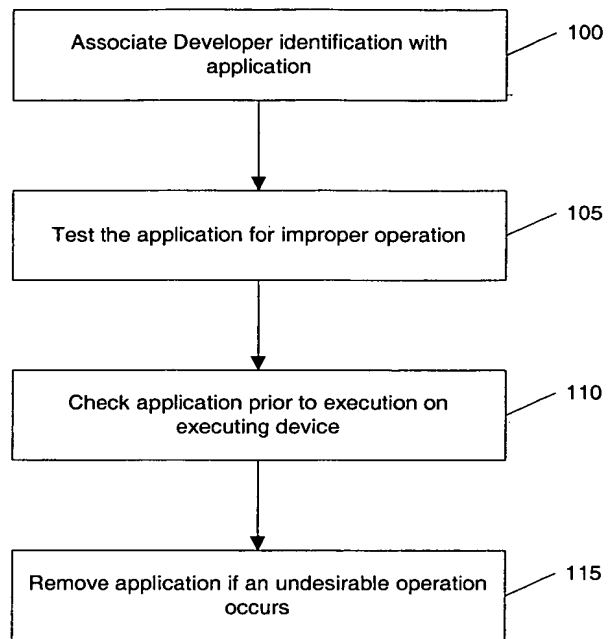 Associate Developer identification with
application
100
Test the application for improper operation
105
Check application prior to execution on
executing device
110
Remove application if an undesirable operation
occurs
115